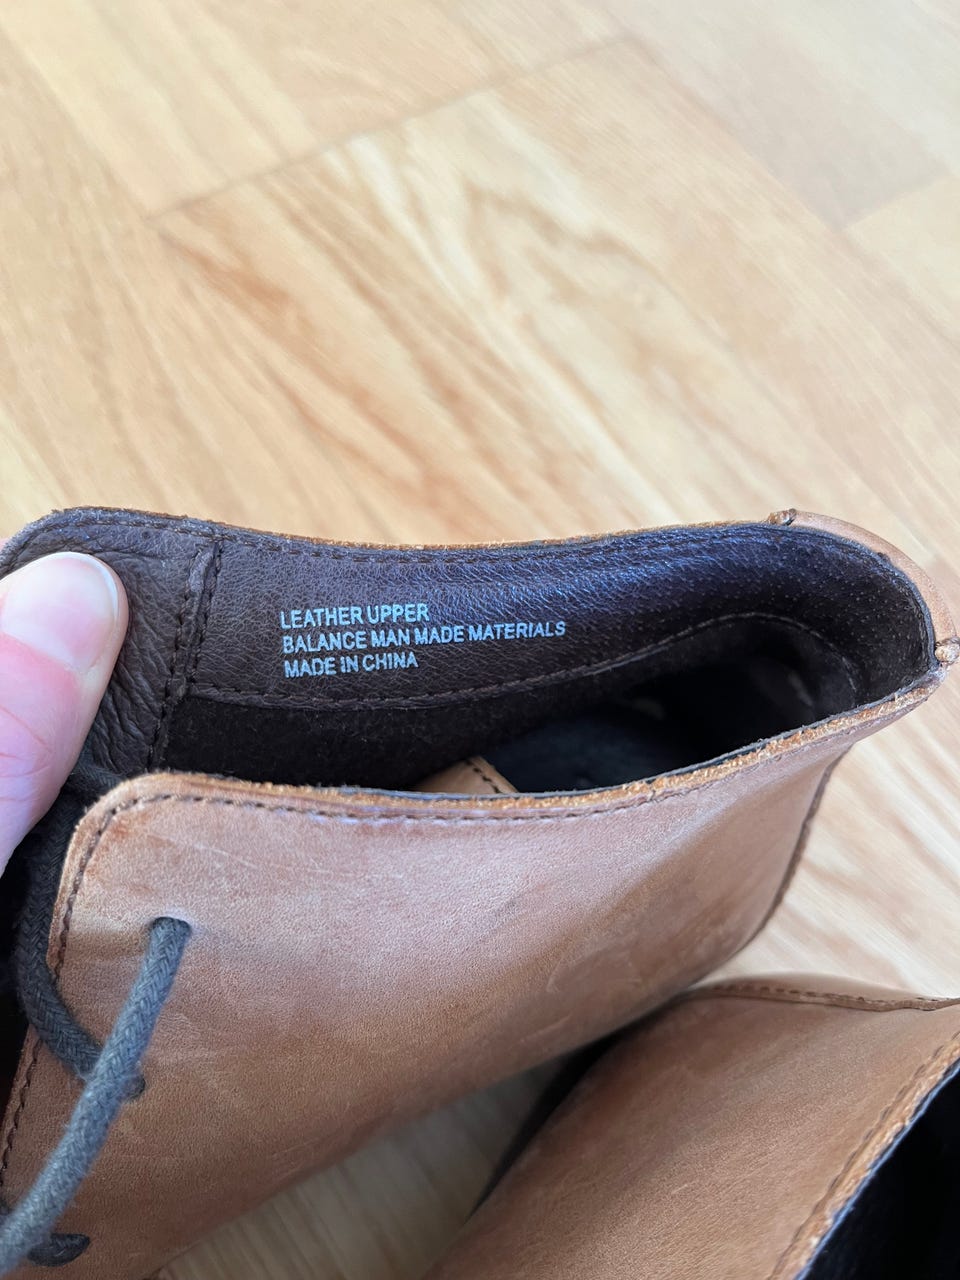 LEATHER UPPER
BALANCE MAN MADE MATERIALS
MADE IN CHINA